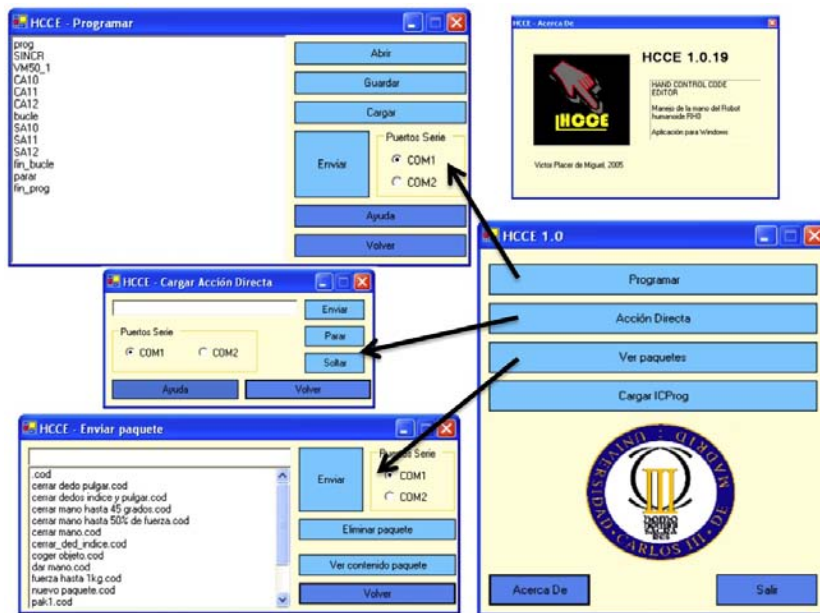 HCCE - Programar
prog
SINCR
VM50_1
CA10
CA11
CA12
bucle
SA10
SA11
SA12
fin_bucle
parar
fin_prog
Abrir
Guardar
Cargar
Enviar
Puertos Serie
COM1
COM2
Ayuda
Volver
HCCE - Acerca De
HCCE
HCCE 1.0.19
HAND CONTROL CODE
EDITOR
Manejo de la mano del Robot
humanoide RH0
Aplicación para Windows
Victor Placer de Miguel, 2005
HCCE - Cargar Acción Directa
Enviar
Puertos Serie
COM1
COM2
Parar
Soltar
Ayuda
Volver
HCCE 1.0
Programar
Acción Directa
Ver paquetes
Cargar ICProg
UNIVERSIDAD · CARLOS III · DE MADRID
Acerca De
Salir
HCCE - Enviar paquete
.cod
cerrar dedo pulgar.cod
cerrar dedos indice y pulgar.cod
cerrar mano hasta 45 grados.cod
cerrar mano hasta 50% de fuerza.cod
cerrar mano.cod
cerrar_ded_indice.cod
coger objeto.cod
dar mano.cod
fuerza hasta 1kg.cod
nuevo paquete.cod
pak1.cod
Enviar
Puertos Serie
COM1
COM2
Eliminar paquete
Ver contenido paquete
Volver